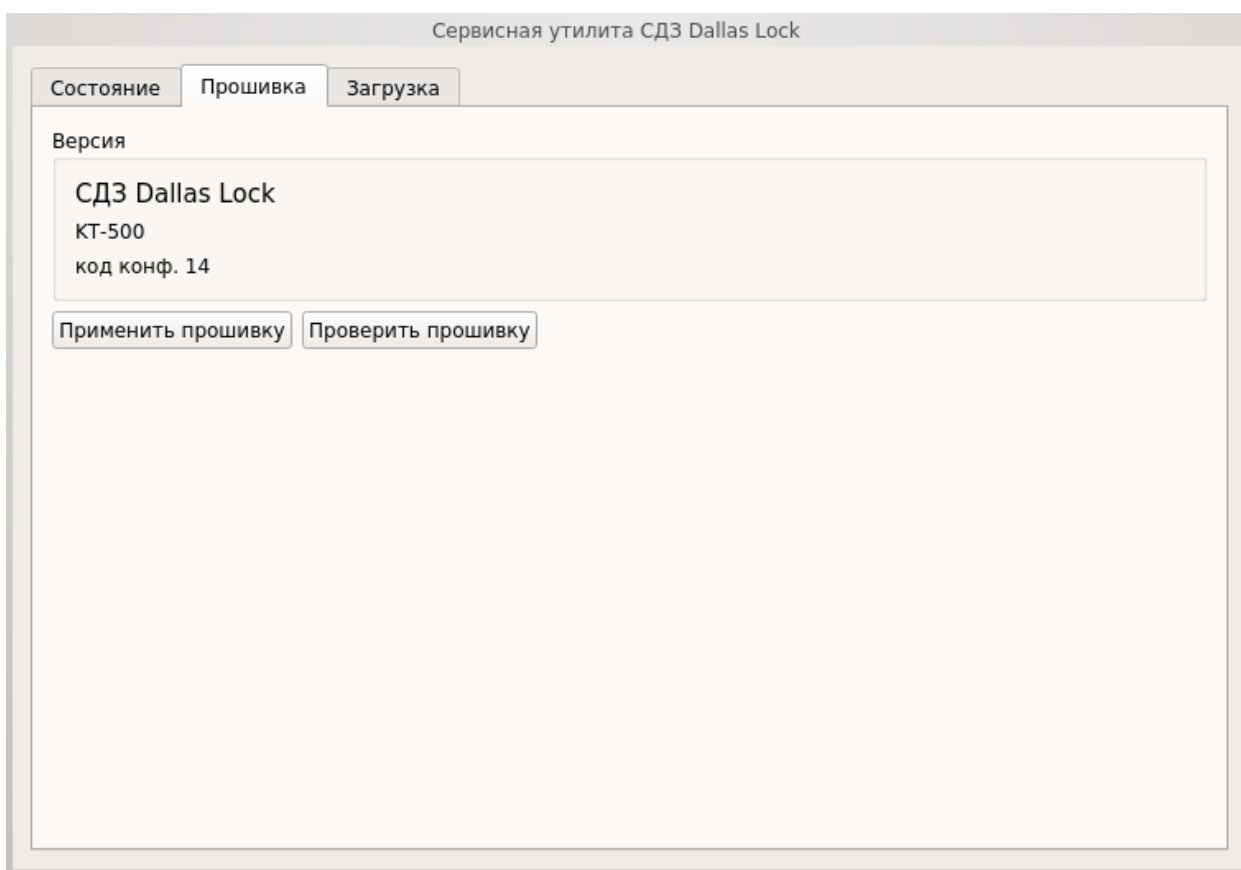 Сервисная утилита СДЗ Dallas Lock
Состояние Прошивка Загрузка
Версия
СДЗ Dallas Lock
КТ-500
код конф. 14
Применить прошивку Проверить прошивку